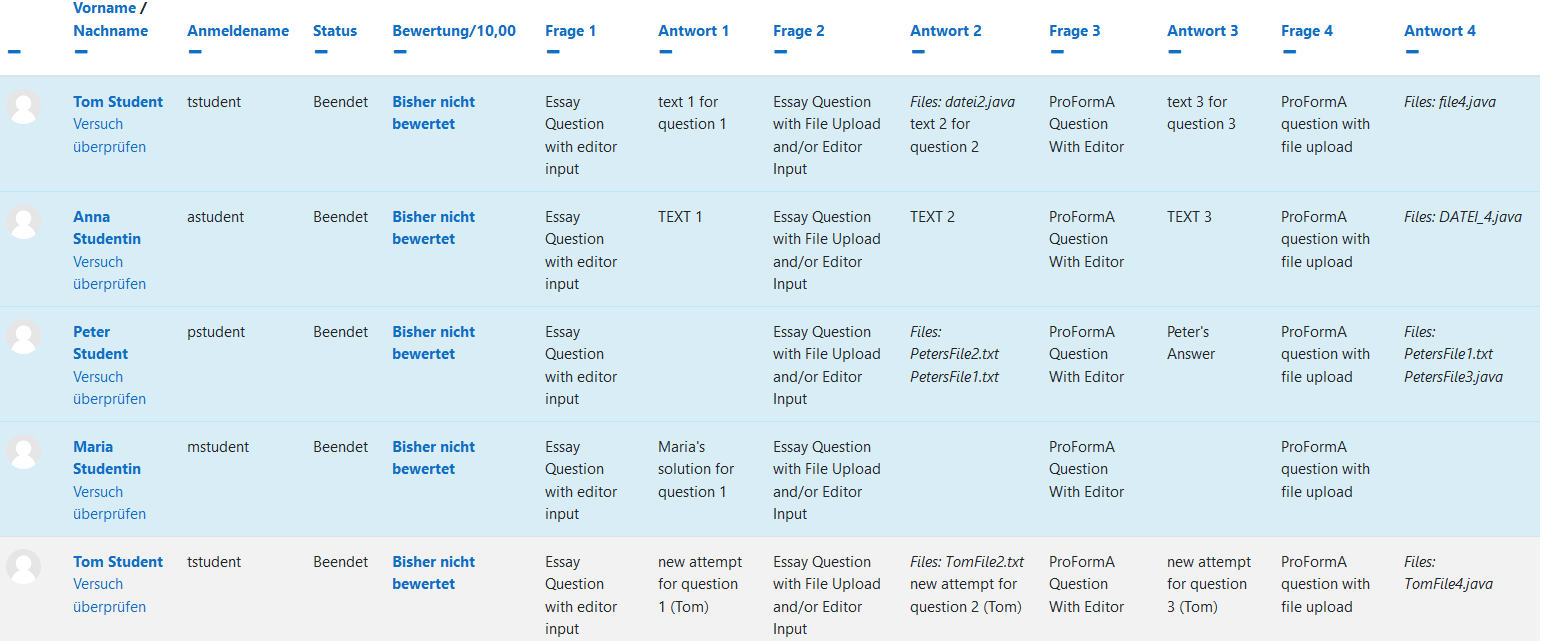 Vorname /
Nachname Anmeldename Status Bewertung/10,00 Frage 1 Antwort 1 Frage 2 Antwort 2 Frage 3 Antwort 3 Frage 4 Antwort 4
Tom Student tstudent Beendet Bisher nicht Essay text 1 for Essay Question Files: datei2.java ProFormA text 3 for ProFormA Files: file4.java
Versuch bewertet Question question 1 with File Upload text 2 for Question question 3 question with
überprüfen with editor and/or Editor question 2 With Editor file upload
input Input
Anna astudent Beendet Bisher nicht Essay TEXT 1 Essay Question TEXT 2 ProFormA TEXT 3 ProFormA Files: DATEI_4.java
Studentin bewertet Question with File Upload Question question with
Versuch with editor and/or Editor With Editor file upload
überprüfen input Input
Peter pstudent Beendet Bisher nicht Essay Essay Question Files: ProFormA Peter's ProFormA Files:
Student bewertet Question with File Upload PetersFile2.txt Question Answer question with PetersFile1.txt
Versuch with editor and/or Editor PetersFile1.txt With Editor file upload PetersFile3.java
überprüfen input Input
Maria mstudent Beendet Bisher nicht Essay Maria's Essay Question ProFormA ProFormA
Studentin bewertet Question solution for with File Upload Question question with
Versuch with editor question 1 and/or Editor With Editor file upload
überprüfen input Input
Tom Student tstudent Beendet Bisher nicht Essay new attempt Essay Question Files: TomFile2.txt ProFormA new attempt ProFormA Files:
Versuch bewertet Question for question with File Upload new attempt for Question for question question with TomFile4.java
überprüfen with editor 1 (Tom) and/or Editor question 2 (Tom) With Editor 3 (Tom) file upload
input Input